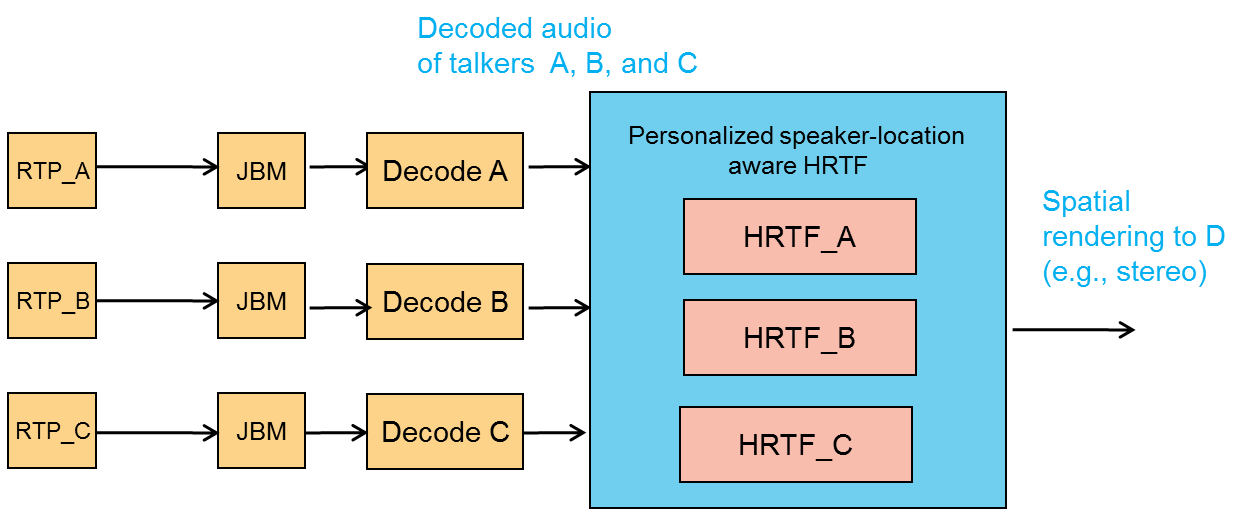 Decoded audio
of talkers A, B, and C
Personalized speaker-location
aware HRTF
RTP_A
JBM
Decode A
HRTF_A
Spatial
rendering to D
(e.g., stereo)
RTP_B
JBM
Decode B
HRTF_B
RTP_C
JBM
Decode C
HRTF_C